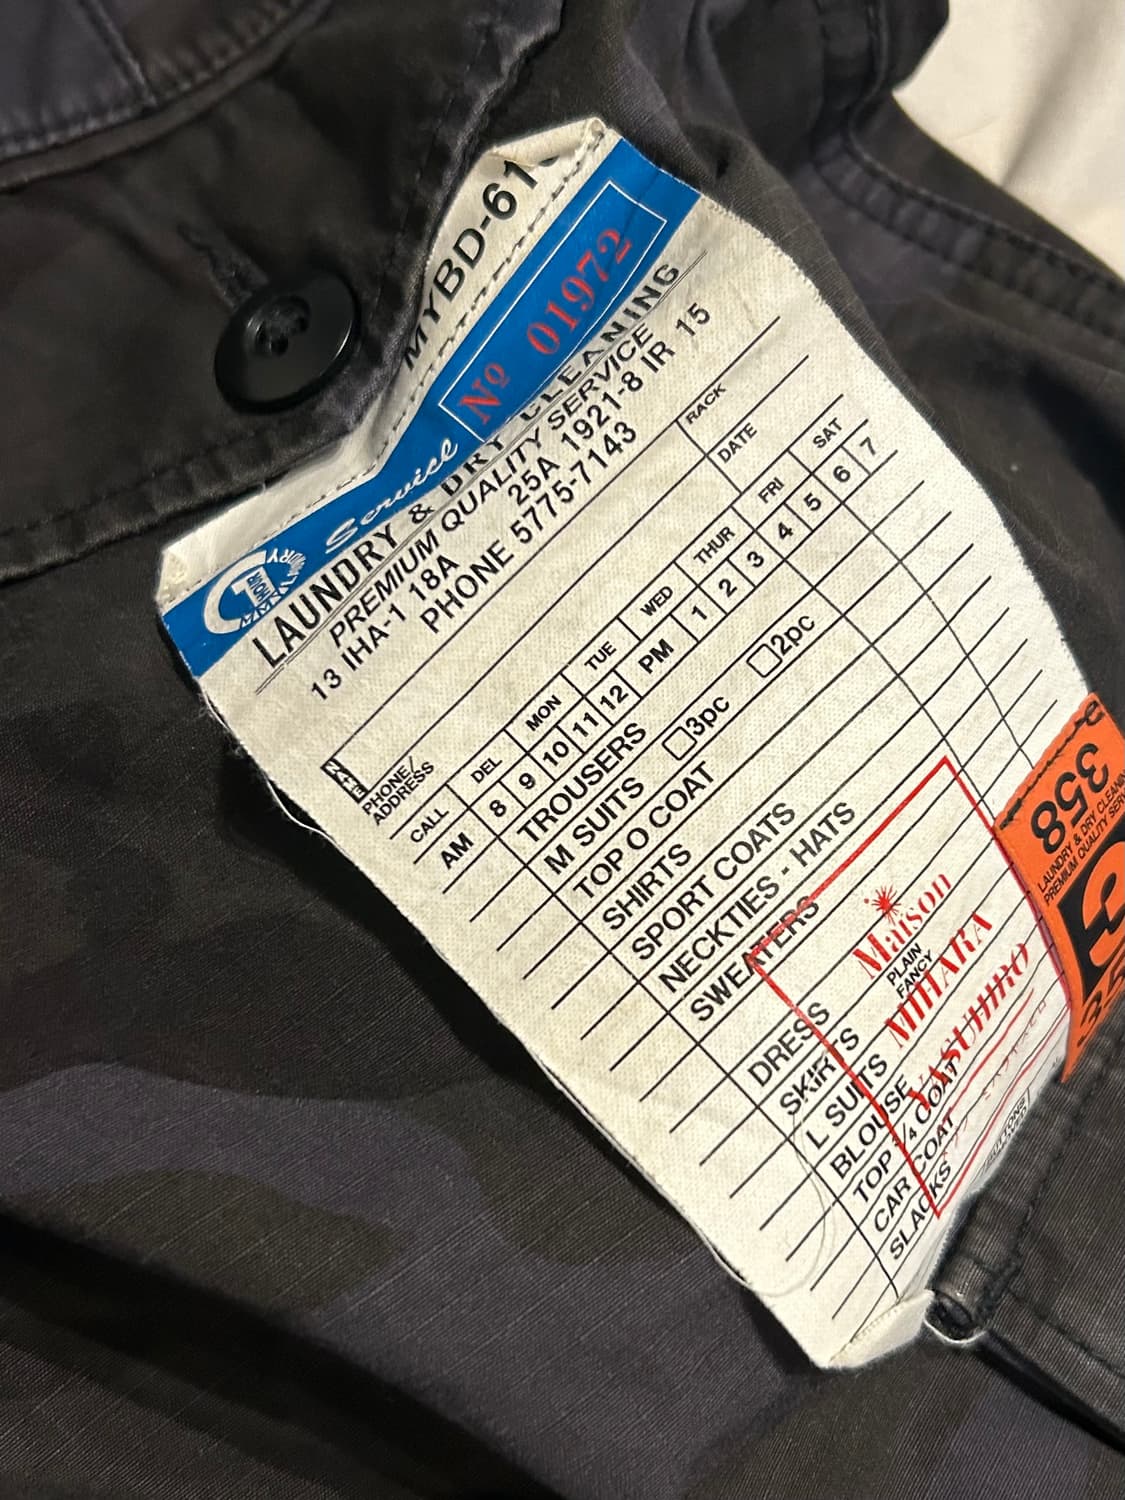 MYBD-61
Service
Nº 01972
LAUNDRY & DRY CLEANING
PREMIUM QUALITY SERVICE
13 IHA-1 18A 25A 1921-8 IR 15
PHONE 5775-7143
RACK
PHONE/
ADDRESS
DATE
CALL DEL MON TUE WED THUR FRI SAT
AM 8 9 10 11 12 PM 1 2 3 4 5 6 7
TROUSERS
M SUITS 3pc 2pc
TOP O COAT
SHIRTS
SPORT COATS
NECKTIES - HATS
SWEATERS
DRESS PLAIN
FANCY
SKIRTS
L SUITS
BLOUSE
TOP ¾ COAT
CAR COAT
SLACKS
Maison
MIHARA
YASUHIRO
358
LAUNDRY & DRY CLEANING
PREMIUM QUALITY SERV